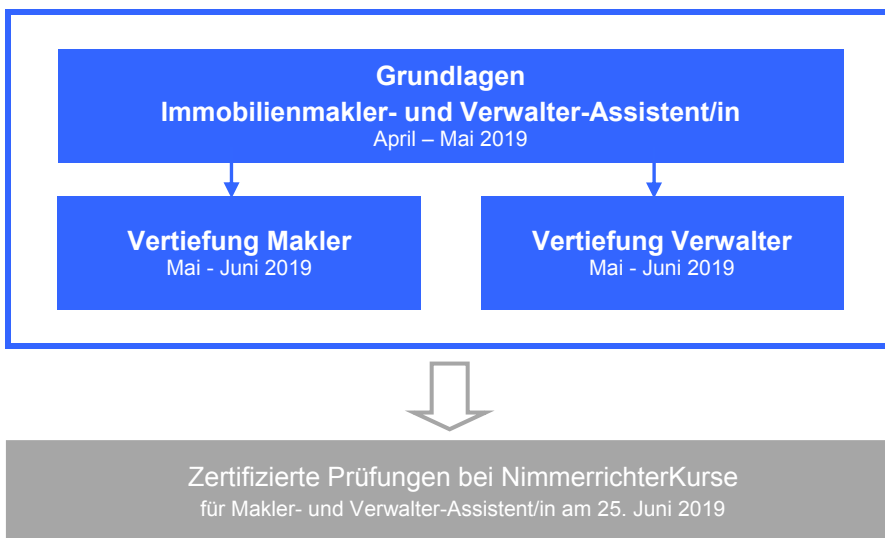 Grundlagen
Immobilienmakler- und Verwalter-Assistent/in
April – Mai 2019
Vertiefung Makler
Mai - Juni 2019
Vertiefung Verwalter
Mai - Juni 2019
Zertifizierte Prüfungen bei NimmerrichterKurse
für Makler- und Verwalter-Assistent/in am 25. Juni 2019